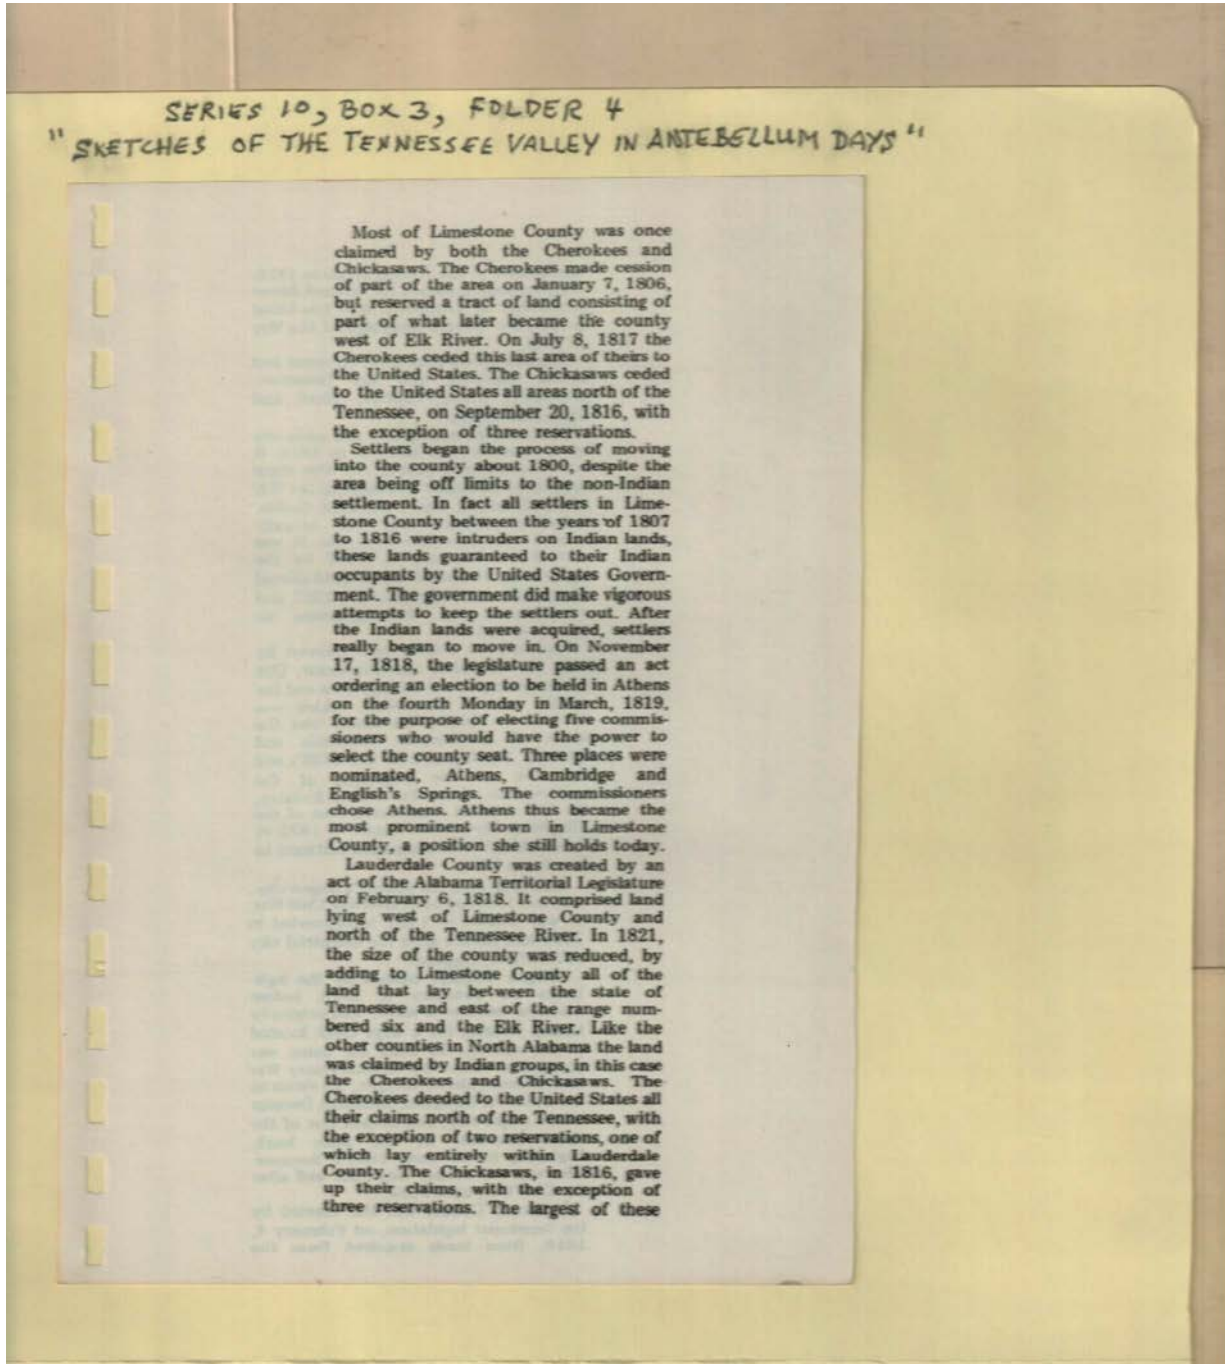 SERIES 10, BOX 3, FOLDER 4
"SKETCHES OF THE TENNESSEE VALLEY IN ANTEBELLUM DAYS"
Most of Limestone County was once
claimed by both the Cherokees and
Chickasaws. The Cherokees made cession
of part of the area on January 7, 1806,
but reserved a tract of land consisting of
part of what later became the county
west of Elk River. On July 8, 1817 the
Cherokees ceded this last area of theirs to
the United States. The Chickasaws ceded
to the United States all areas north of the
Tennessee, on September 20, 1816, with
the exception of three reservations.
Settlers began the process of moving
into the county about 1800, despite the
area being off limits to the non-Indian
settlement. In fact all settlers in Lime-
stone County between the years of 1807
to 1816 were intruders on Indian lands,
these lands guaranteed to their Indian
occupants by the United States Govern-
ment. The government did make vigorous
attempts to keep the settlers out. After
the Indian lands were acquired, settlers
really began to move in. On November
17, 1818, the legislature passed an act
ordering an election to be held in Athens
on the fourth Monday in March, 1819,
for the purpose of electing five commis-
sioners who would have the power to
select the county seat. Three places were
nominated, Athens, Cambridge and
English's Springs. The commissioners
chose Athens. Athens thus became the
most prominent town in Limestone
County, a position she still holds today.
Lauderdale County was created by an
act of the Alabama Territorial Legislature
on February 6, 1818. It comprised land
lying west of Limestone County and
north of the Tennessee River. In 1821,
the size of the county was reduced, by
adding to Limestone County all of the
land that lay between the state of
Tennessee and east of the range num-
bered six and the Elk River. Like the
other counties in North Alabama the land
was claimed by Indian groups, in this case
the Cherokees and Chickasaws. The
Cherokees deeded to the United States all
their claims north of the Tennessee, with
the exception of two reservations, one of
which lay entirely within Lauderdale
County. The Chickasaws, in 1816, gave
up their claims, with the exception of
three reservations. The largest of these